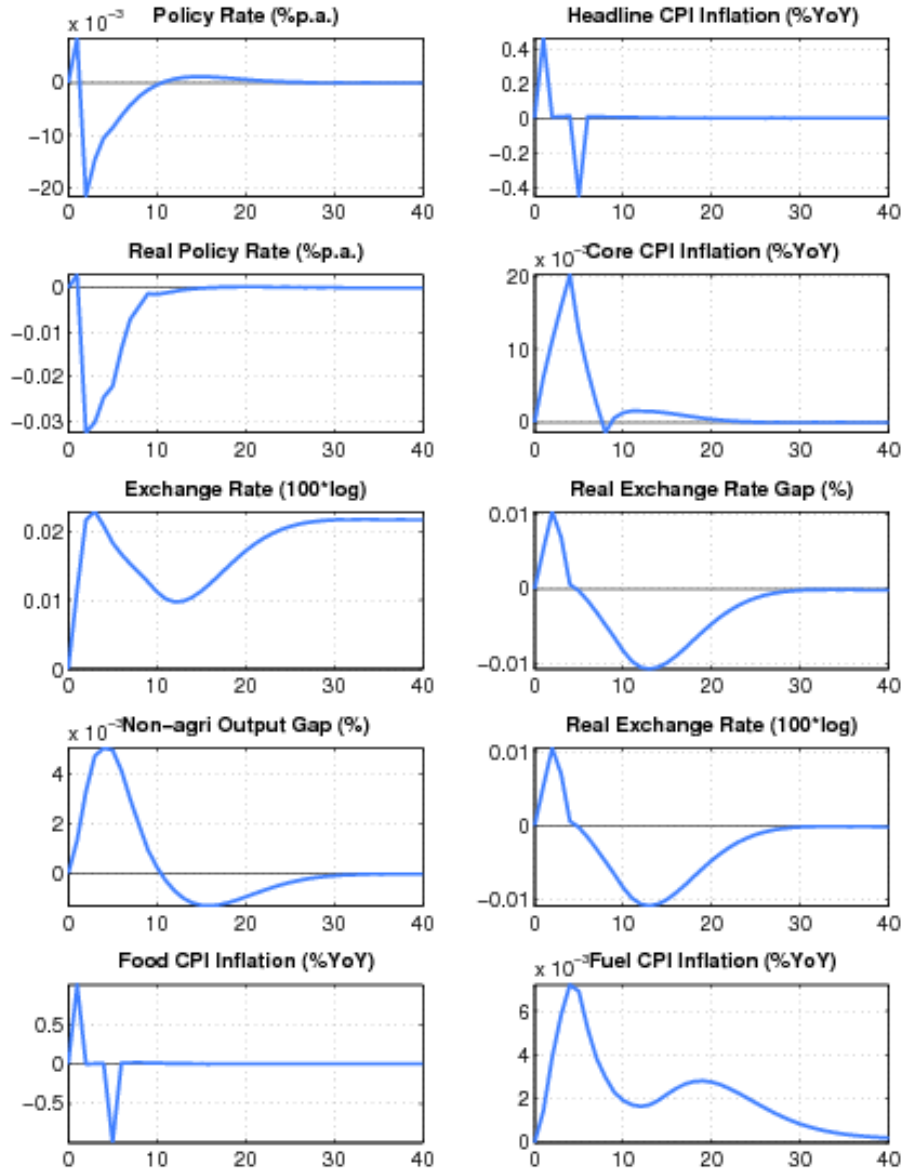 Policy Rate (%p.a.)
x 10⁻³
0
−10
−20
0 10 20 30 40
Headline CPI Inflation (%YoY)
0.4
0.2
0
−0.2
−0.4
0 10 20 30 40
Real Policy Rate (%p.a.)
0
−0.01
−0.02
−0.03
0 10 20 30 40
x 10⁻³ Core CPI Inflation (%YoY)
20
10
0
0 10 20 30 40
Exchange Rate (100*log)
0.02
0.01
0
0 10 20 30 40
Real Exchange Rate Gap (%)
0.01
0
−0.01
0 10 20 30 40
x 10⁻³ Non−agri Output Gap (%)
4
2
0
0 10 20 30 40
Real Exchange Rate (100*log)
0.01
0
−0.01
0 10 20 30 40
Food CPI Inflation (%YoY)
0.5
0
−0.5
0 10 20 30 40
x 10⁻³ Fuel CPI Inflation (%YoY)
6
4
2
0
0 10 20 30 40